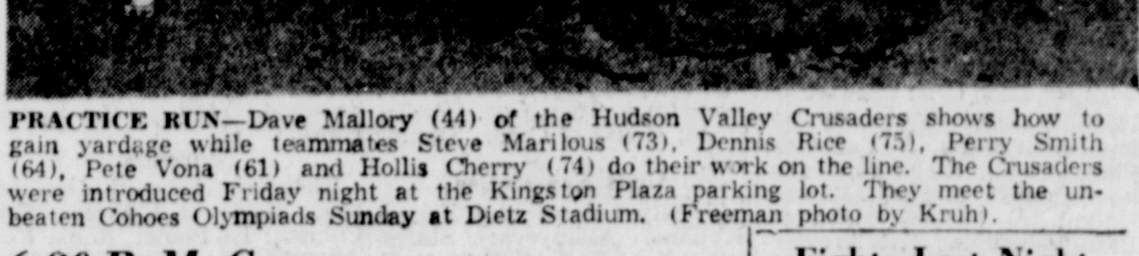 PRACTICE RUN—Dave Mallory (44) of the Hudson Valley Crusaders shows how to
gain yardage while teammates Steve Marilous (73), Dennis Rice (75), Perry Smith
(64), Pete Vona (61) and Hollis Cherry (74) do their work on the line. The Crusaders
were introduced Friday night at the Kingston Plaza parking lot. They meet the un-
beaten Cohoes Olympiads Sunday at Dietz Stadium. (Freeman photo by Kruh).